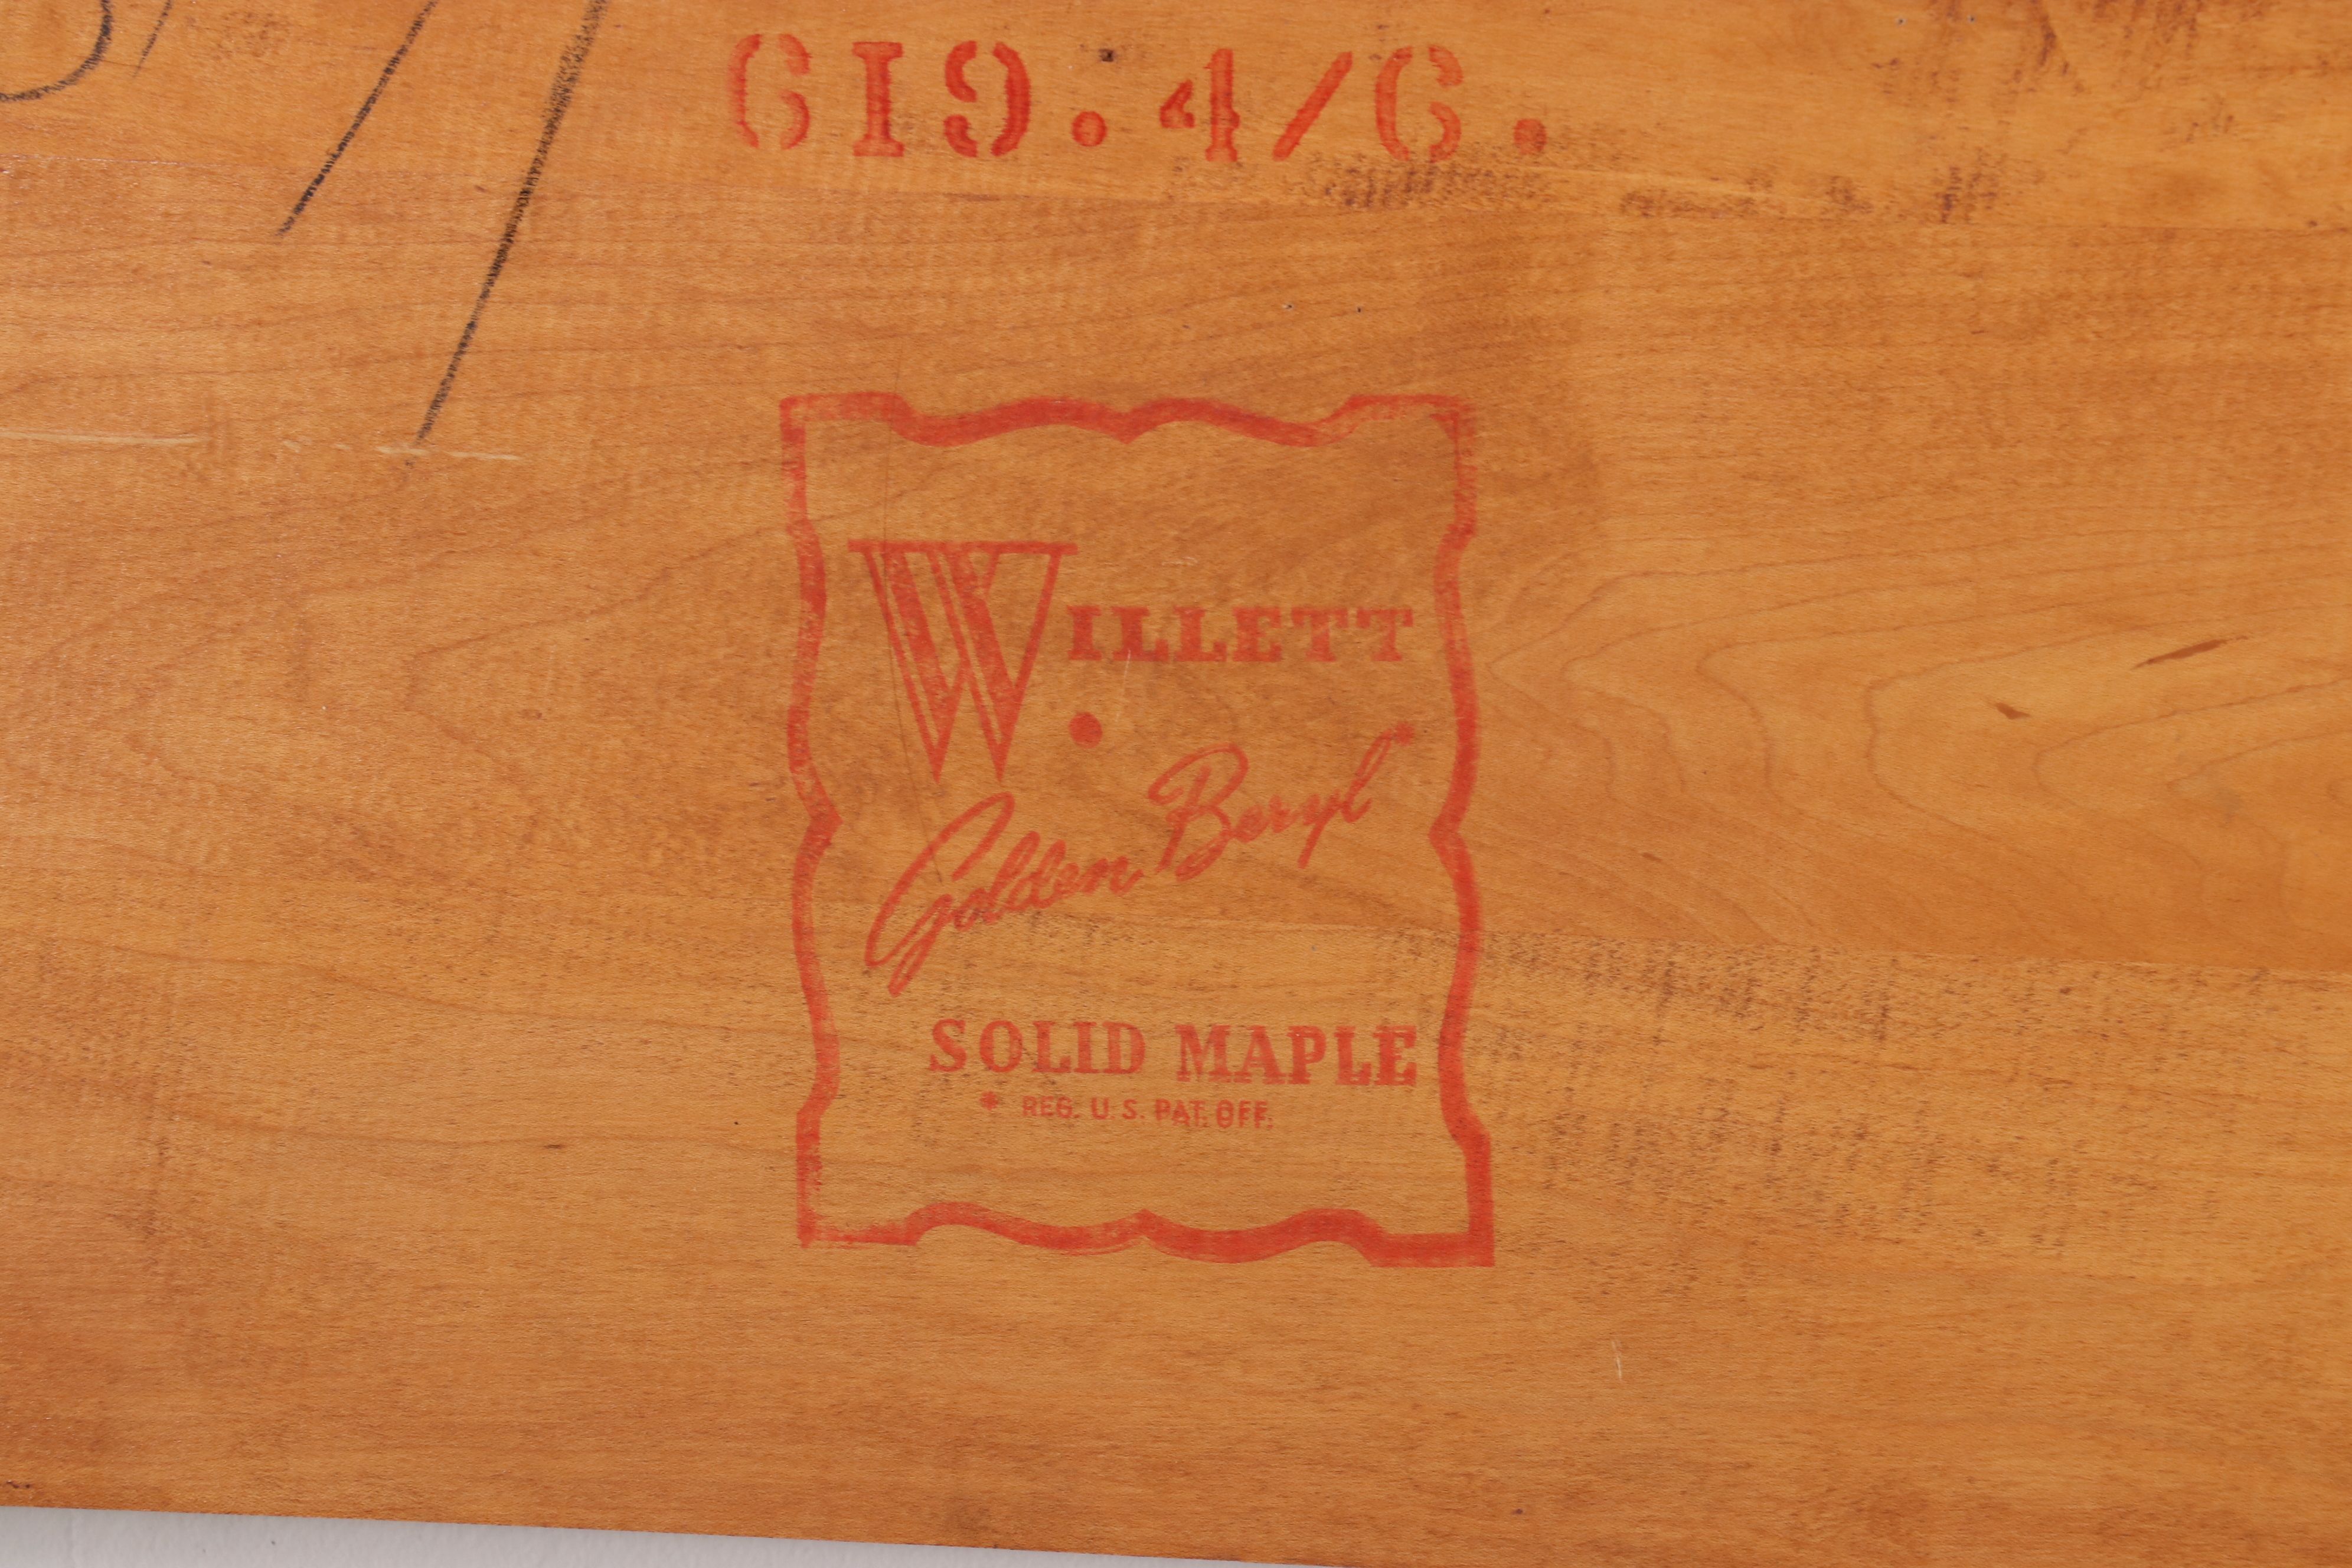 619.4/6.
WILLETT
Golden Beryl*
SOLID MAPLE
* REG. U.S. PAT. OFF.